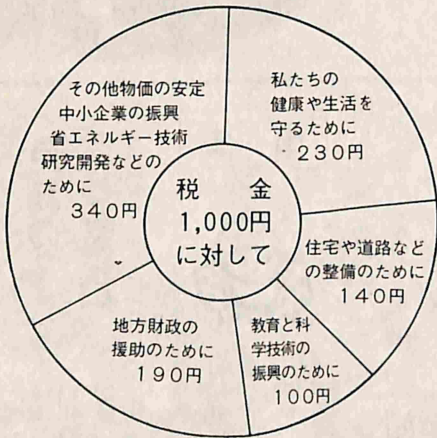 税　金
1,000円
に対して
私たちの
健康や生活を
守るために
230円
住宅や道路など
の整備のために
140円
教育と科
学技術の
振興のために
100円
地方財政の
援助のために
190円
その他物価の安定
中小企業の振興
省エネルギー技術
研究開発などの
ために
340円